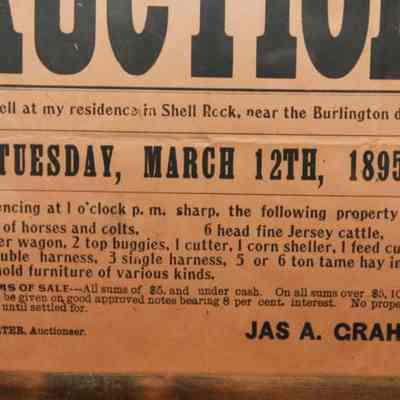 AUCTION
ell at my residence in Shell Rock, near the Burlington d
TUESDAY, MARCH 12TH, 1895
encing at 1 o'clock p. m. sharp, the following property
of horses and colts. 6 head fine Jersey cattle,
er wagon, 2 top buggies, 1 cutter, 1 corn sheller, 1 feed cu
uble harness, 3 single harness, 5 or 6 ton tame hay in
hold furniture of various kinds.
MS OF SALE—All sums of $5, and under cash. On all sums over $5, 10
be given on good approved notes bearing 8 per cent. interest. No prope
until settled for.
TER, Auctioneer.
JAS A. GRAH